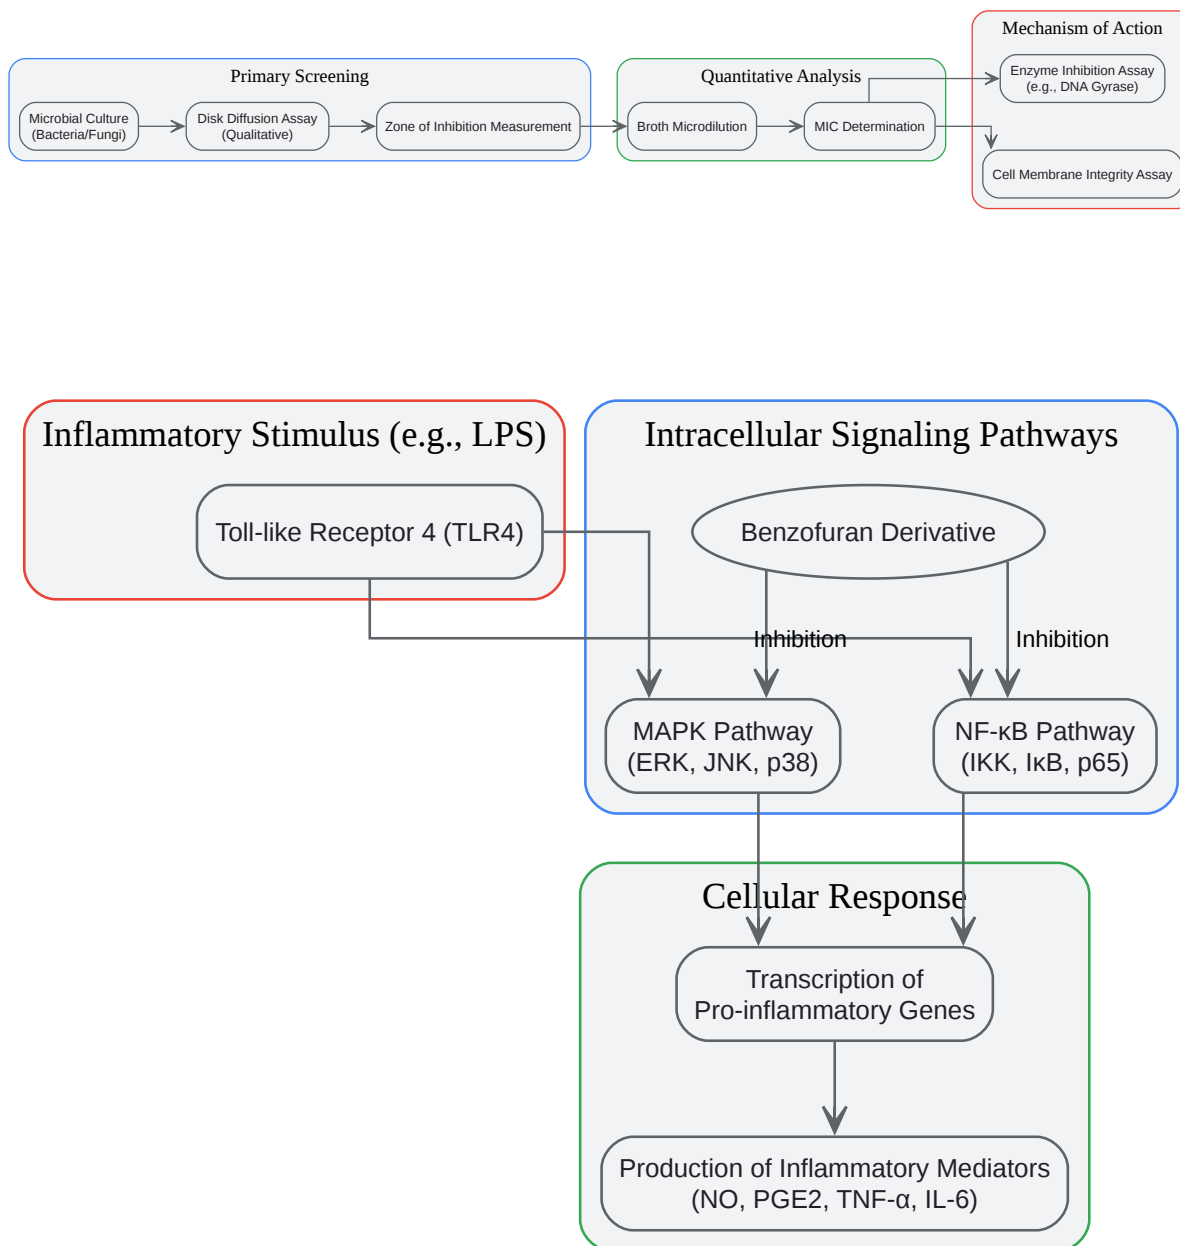 Mechanism of Action
Primary Screening
Quantitative Analysis
Microbial Culture
(Bacteria/Fungi)
Disk Diffusion Assay
(Qualitative)
Zone of Inhibition Measurement
Broth Microdilution
MIC Determination
Enzyme Inhibition Assay
(e.g., DNA Gyrase)
Cell Membrane Integrity Assay
Inflammatory Stimulus (e.g., LPS)
Intracellular Signaling Pathways
Toll-like Receptor 4 (TLR4)
Benzofuran Derivative
Inhibition
Inhibition
MAPK Pathway
(ERK, JNK, p38)
NF-κB Pathway
(IKK, IκB, p65)
Cellular Response
Transcription of
Pro-inflammatory Genes
Production of Inflammatory Mediators
(NO, PGE2, TNF-α, IL-6)